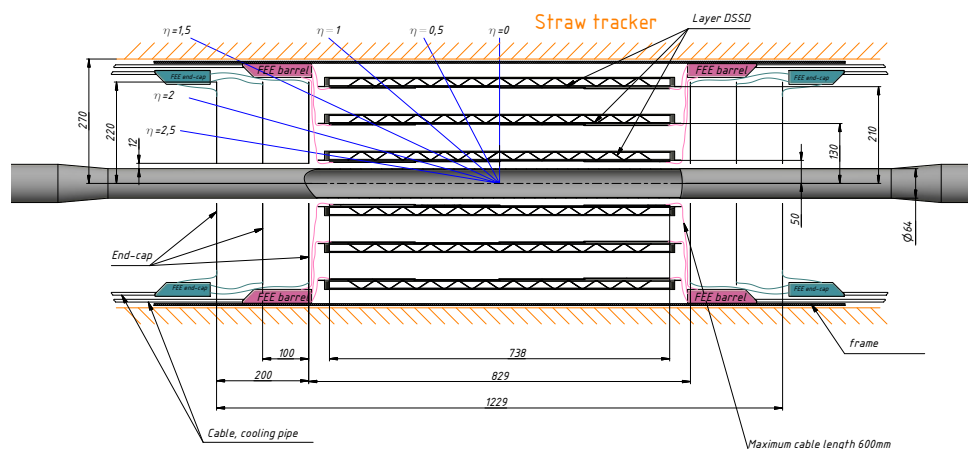 Straw tracker
Layer DSSD
η=1,5
η=1
η=0,5
η=0
FEE end-cap
FEE barrel
FEE barrel
FEE end-cap
η=2
η=2,5
270
220
12
210
130
50
Ø64
End-cap
FEE end-cap
FEE barrel
FEE barrel
FEE end-cap
frame
100
738
200
829
1229
Cable, cooling pipe
Maximum cable length 600mm